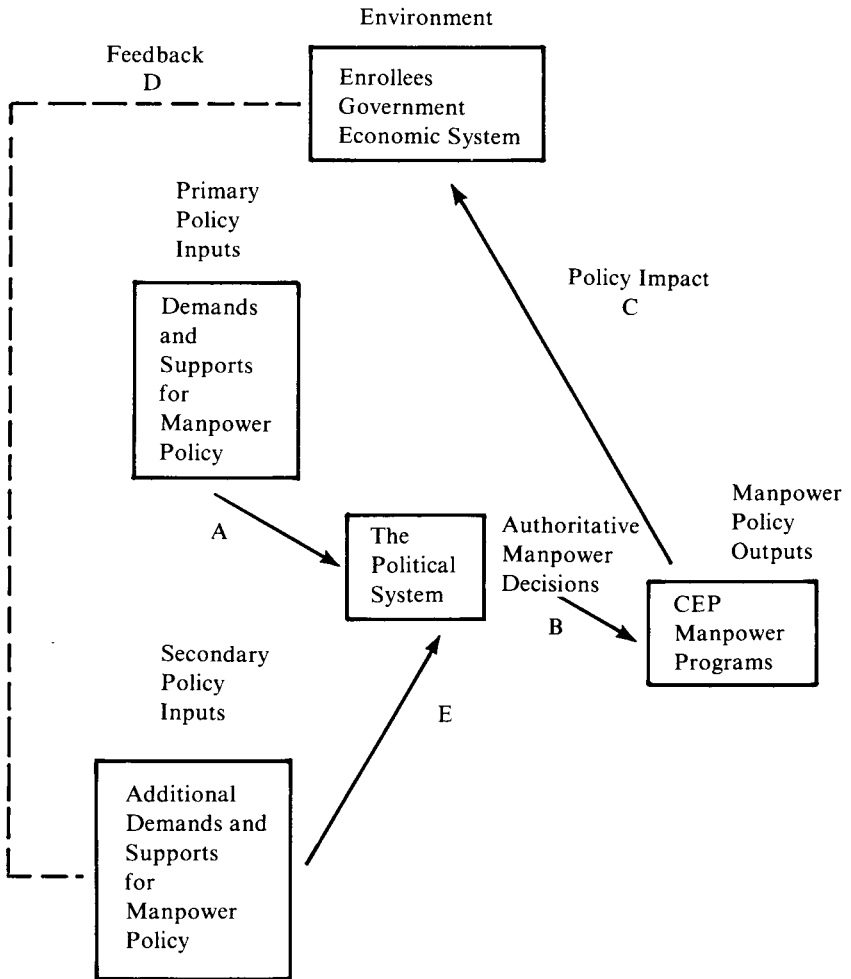 Environment
Feedback
D
Enrollees
Government
Economic System
Primary
Policy
Inputs
Demands
and
Supports
for
Manpower
Policy
Policy Impact
C
A
The
Political
System
Authoritative
Manpower
Decisions
B
Manpower
Policy
Outputs
CEP
Manpower
Programs
Secondary
Policy
Inputs
E
Additional
Demands and
Supports
for
Manpower
Policy